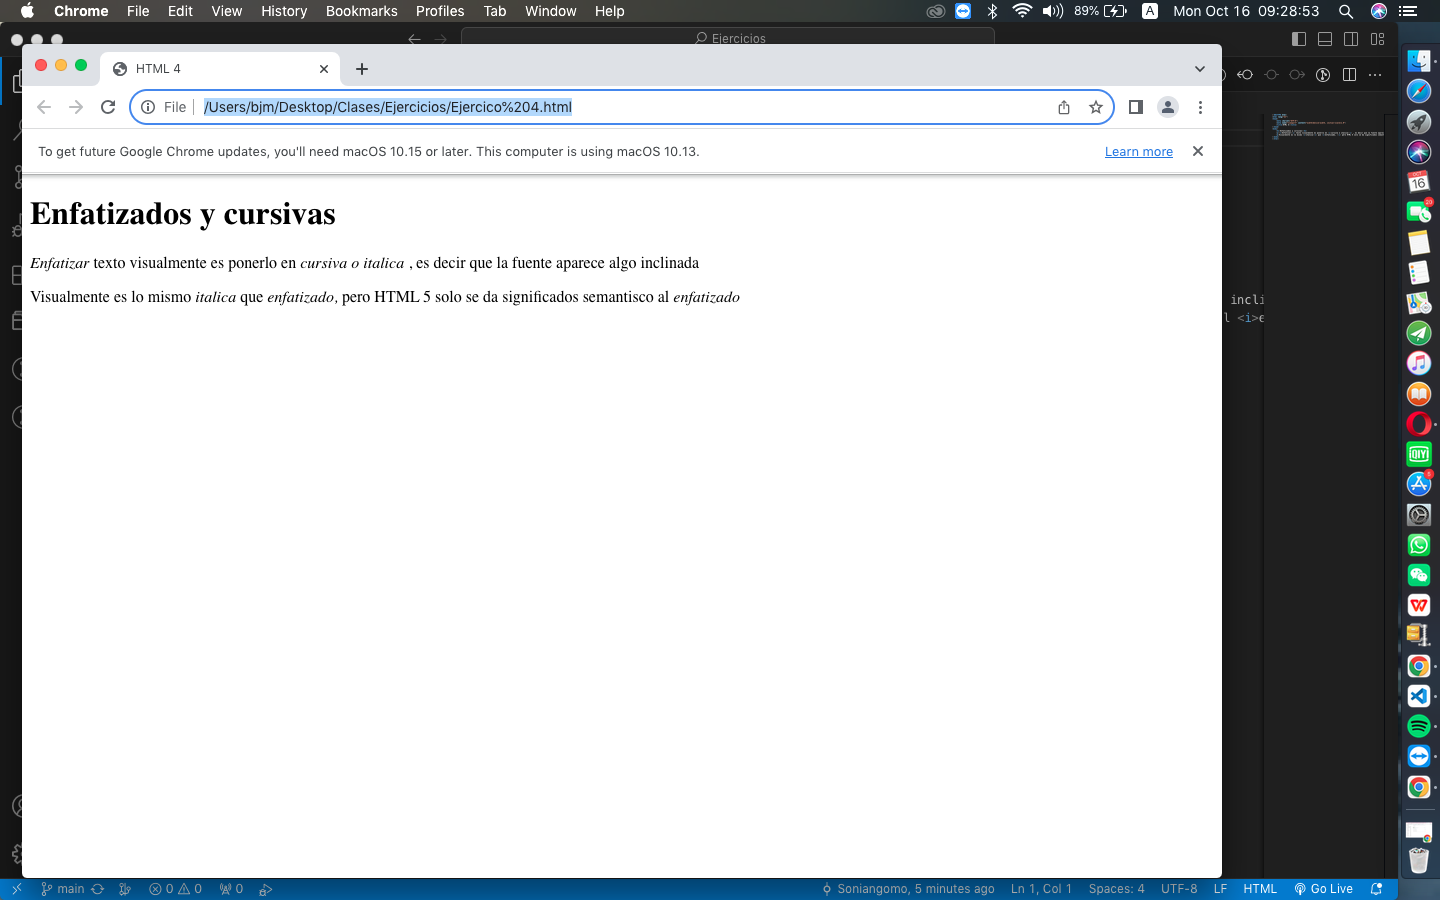 Chrome File Edit View History Bookmarks Profiles Tab Window Help 89% A Mon Oct 16 09:28:53
Ejercicios
HTML 4
File /Users/bjm/Desktop/Clases/Ejercicios/Ejercico%204.html
To get future Google Chrome updates, you'll need macOS 10.15 or later. This computer is using macOS 10.13. Learn more
Enfatizados y cursivas
Enfatizar texto visualmente es ponerlo en cursiva o italica , es decir que la fuente aparece algo inclinada
Visualmente es lo mismo italica que enfatizado, pero HTML 5 solo se da significados semantisco al enfatizado
incli
l <i>e
OCT
16
20
6
QIY
main 0 0 0 Soniangomo, 5 minutes ago Ln 1, Col 1 Spaces: 4 UTF-8 LF HTML Go Live